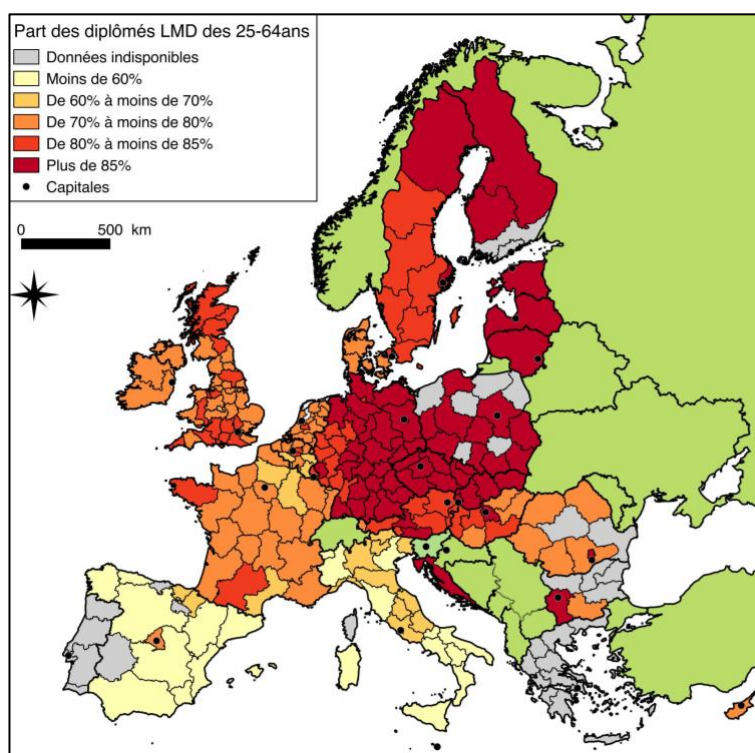 Part des diplômés LMD des 25-64ans
Données indisponibles
Moins de 60%
De 60% à moins de 70%
De 70% à moins de 80%
De 80% à moins de 85%
Plus de 85%
Capitales
0 500 km